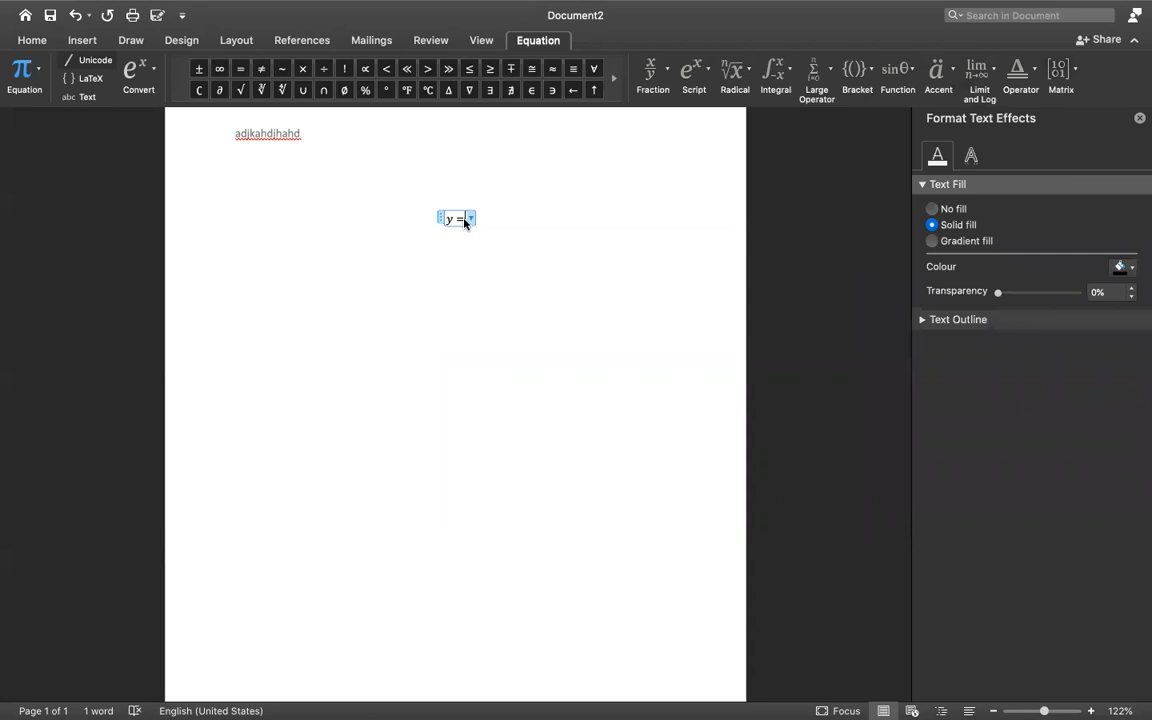 Document2
Search in Document
Home Insert Draw Design Layout References Mailings Review View Equation
Share
Equation
Unicode
{ } LaTeX
abc Text
Convert
± ∞ = ≠ ~ × ÷ ! ∝ < ≪ > ≫ ≤ ≥ ∓ ≅ ≈ ≡ ∀
∁ ∂ √ ∛ ∜ ∪ ∩ ∅ % ° °F °C ∆ ∇ ∃ ∄ ∈ ∋ ← ↑
Fraction Script Radical Integral Large Operator Bracket Function Accent Limit and Log Operator Matrix
Format Text Effects
Text Fill
No fill
Solid fill
Gradient fill
Colour
Transparency 0%
Text Outline
adjkahdjhahd
y =
Page 1 of 1 1 word English (United States) Focus 122%